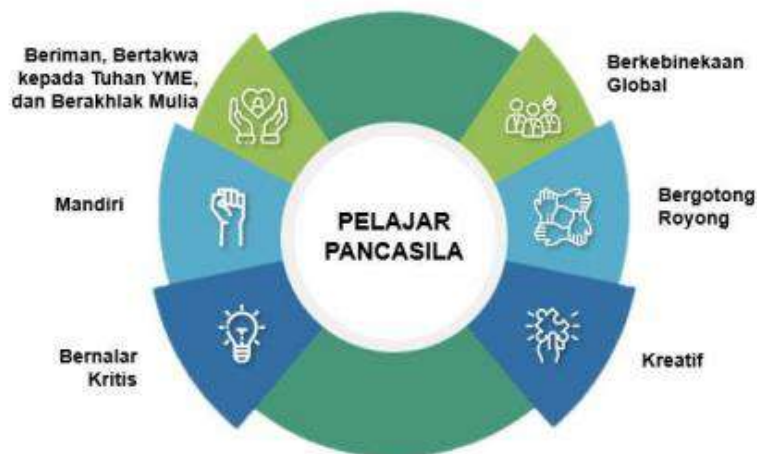 Beriman, Bertakwa
kepada Tuhan YME,
dan Berakhlak Mulia
Berkebinekaan
Global
Mandiri
PELAJAR
PANCASILA
Bergotong
Royong
Bernalar
Kritis
Kreatif